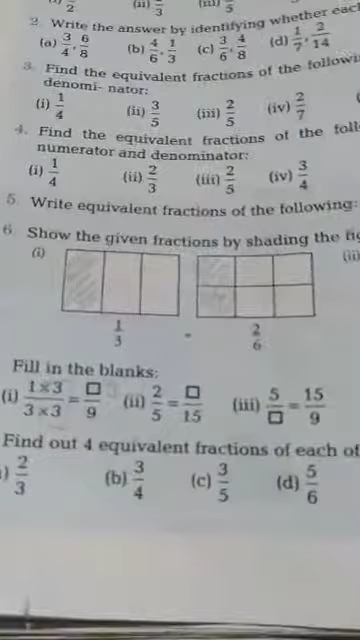 (ii) 3 (iii) 5
2. Write the answer by identifying whether each
(a) 3/4, 6/8 (b) 4/6, 1/3 (c) 3/6, 4/8 (d) 1/7, 2/14
3. Find the equivalent fractions of the
denomi- nator:
(i) 1/4 (ii) 3/5 (iii) 2/5 (iv) 2/7
4. Find the equivalent fractions of the
numerator and denominator:
(i) 1/4 (ii) 2/3 (iii) 2/5 (iv) 3/4
5. Write equivalent fractions of the following:
6. Show the given fractions by shading the
(i) (ii)
1/3 - 2/6
Fill in the blanks:
(i) 1×3/3×3 = □/9 (ii) 2/5 = □/15 (iii) 5/□ = 15/9
Find out 4 equivalent fractions of each of
) 2/3 (b) 3/4 (c) 3/5 (d) 5/6